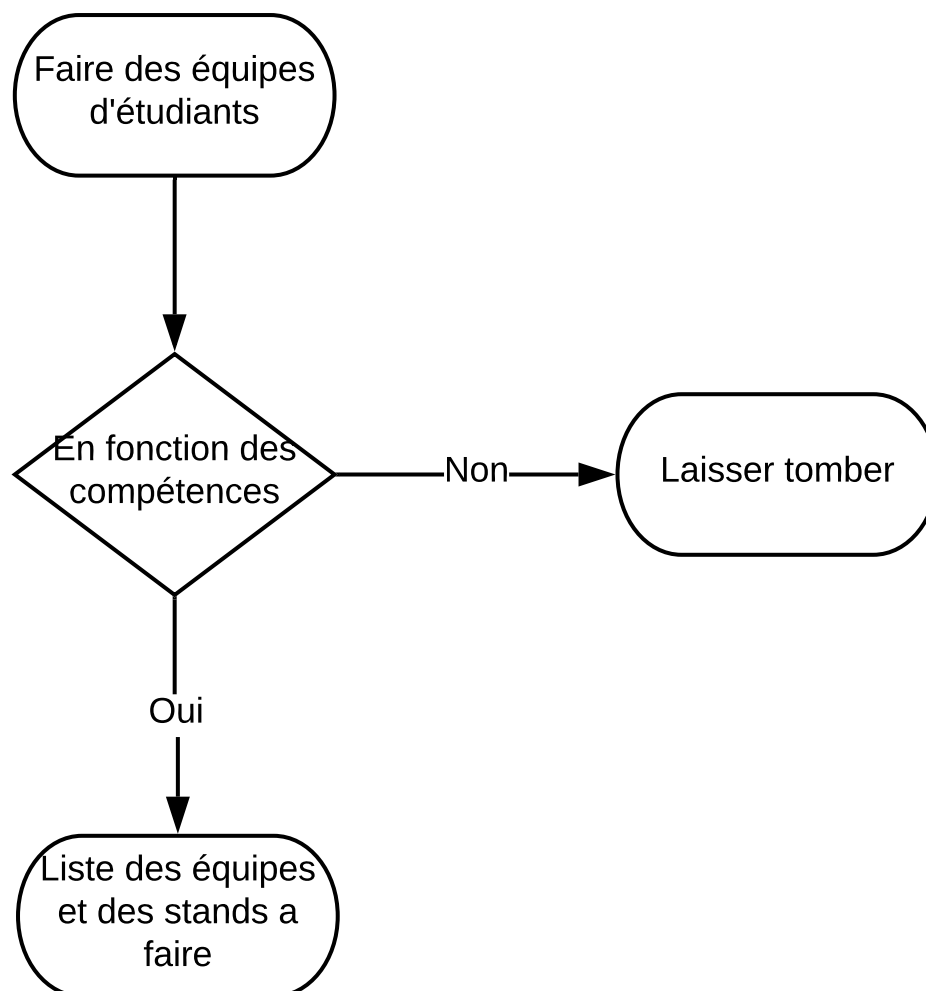 Faire des équipes
d'étudiants
En fonction des
compétences
Non
Laisser tomber
Oui
Liste des équipes
et des stands a
faire